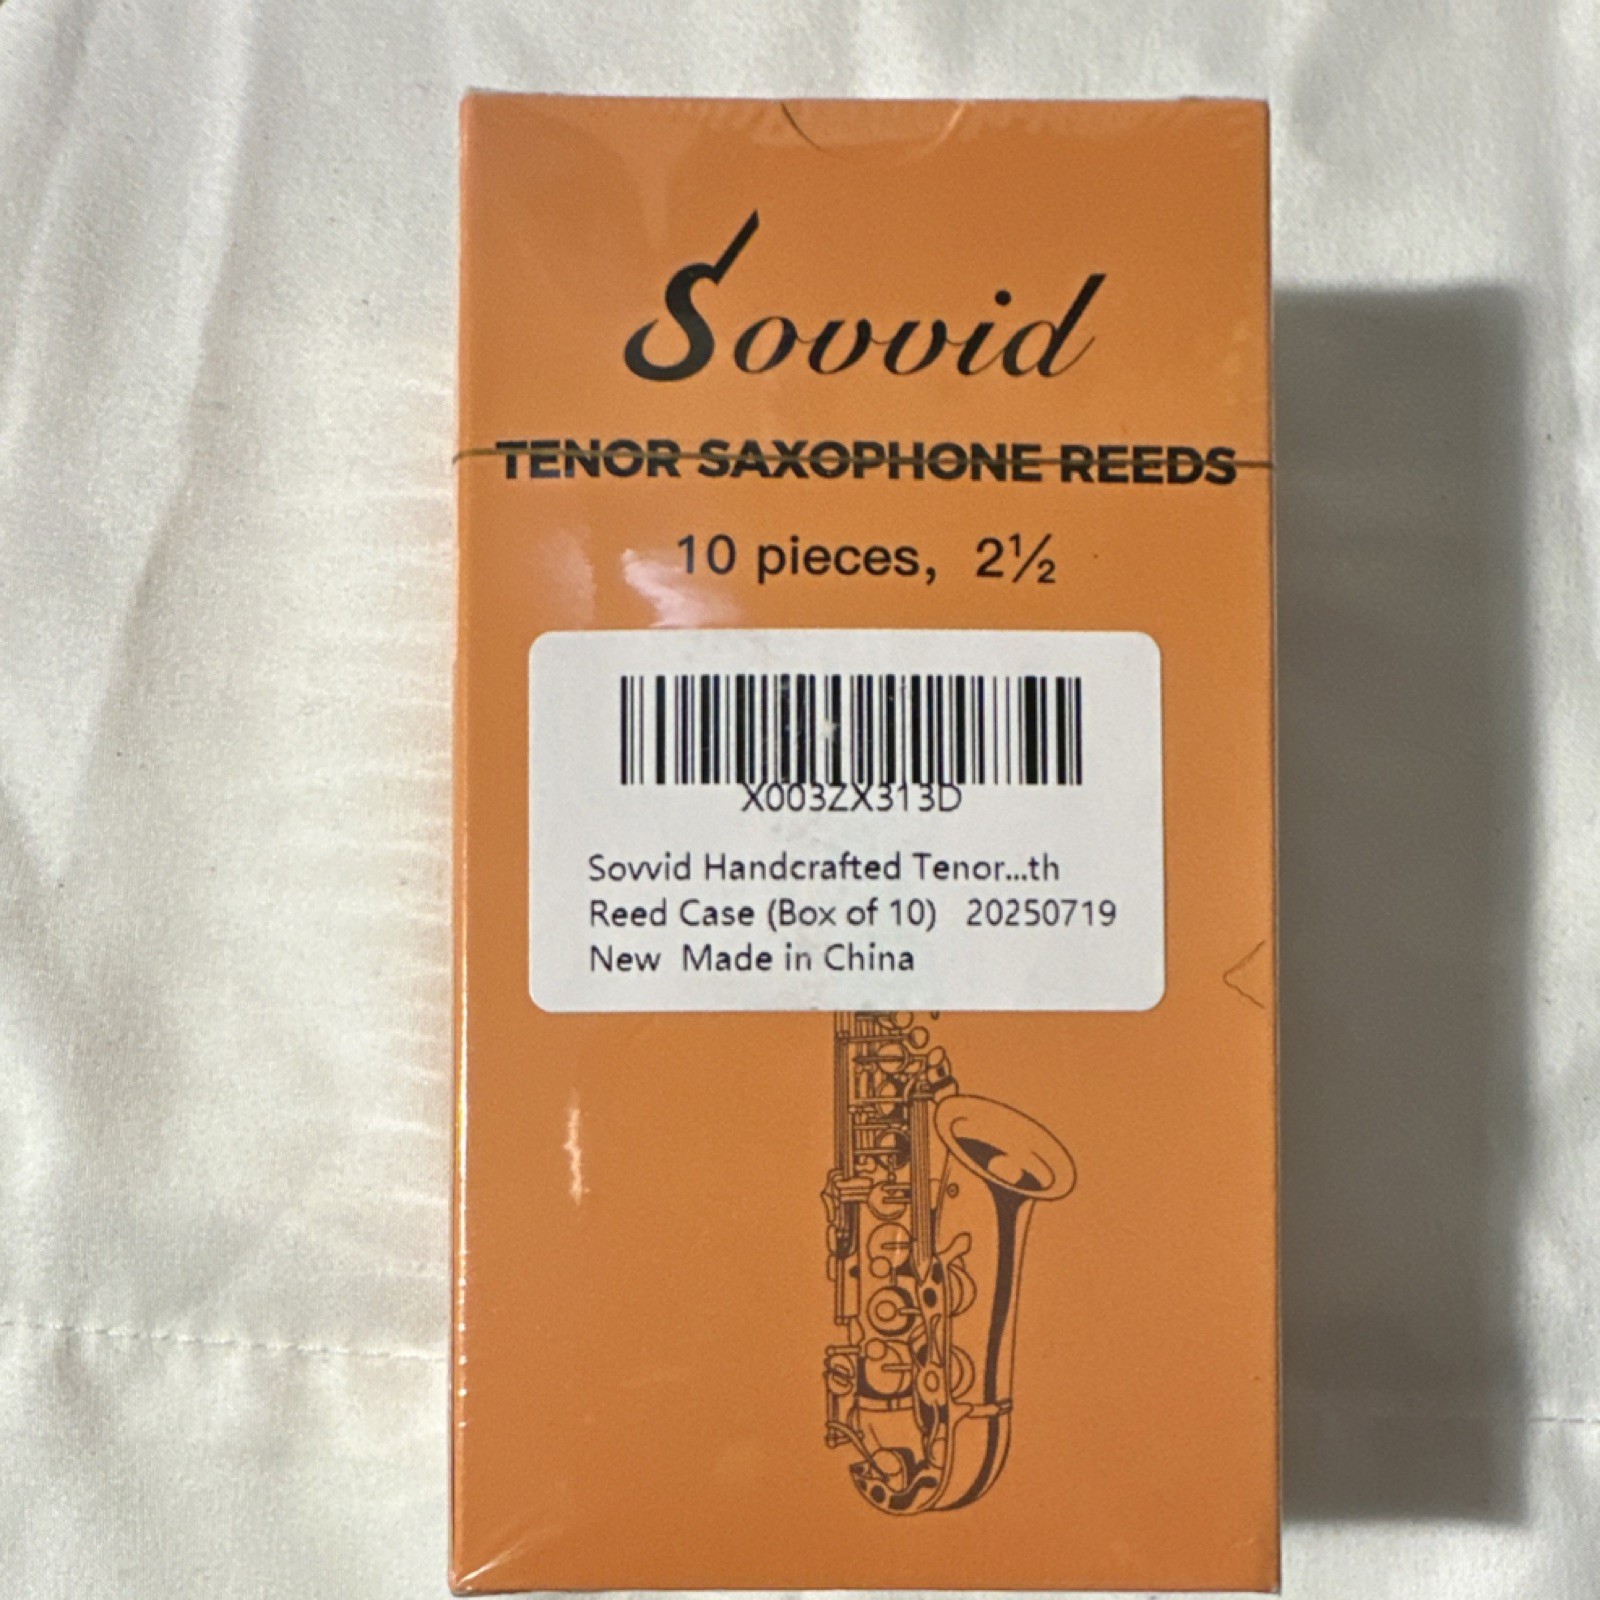 Sovvid
TENOR SAXOPHONE REEDS
10 pieces, 2½
X003ZX313D
Sovvid Handcrafted Tenor...th
Reed Case (Box of 10) 20250719
New Made in China